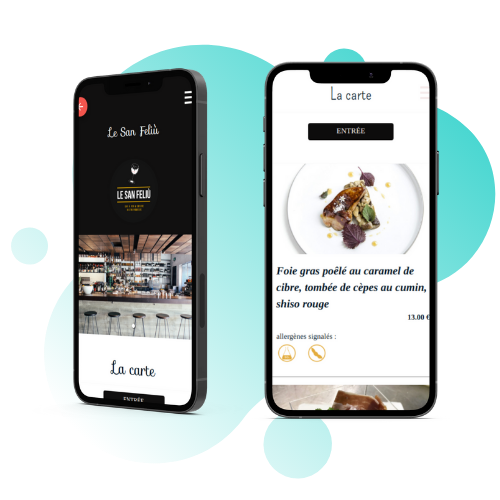 Le San Feliù
LE SAN FELIÙ
La carte
ENTRÉE
La carte
ENTRÉE
Foie gras poêlé au caramel de
cibre, tombée de cèpes au cumin,
shiso rouge
13.00 €
allergènes signalés :